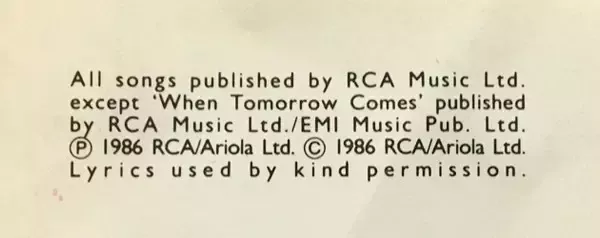 All songs published by RCA Music Ltd.
except 'When Tomorrow Comes' published
by RCA Music Ltd./EMI Music Pub. Ltd.
℗ 1986 RCA/Ariola Ltd. © 1986 RCA/Ariola Ltd.
Lyrics used by kind permission.